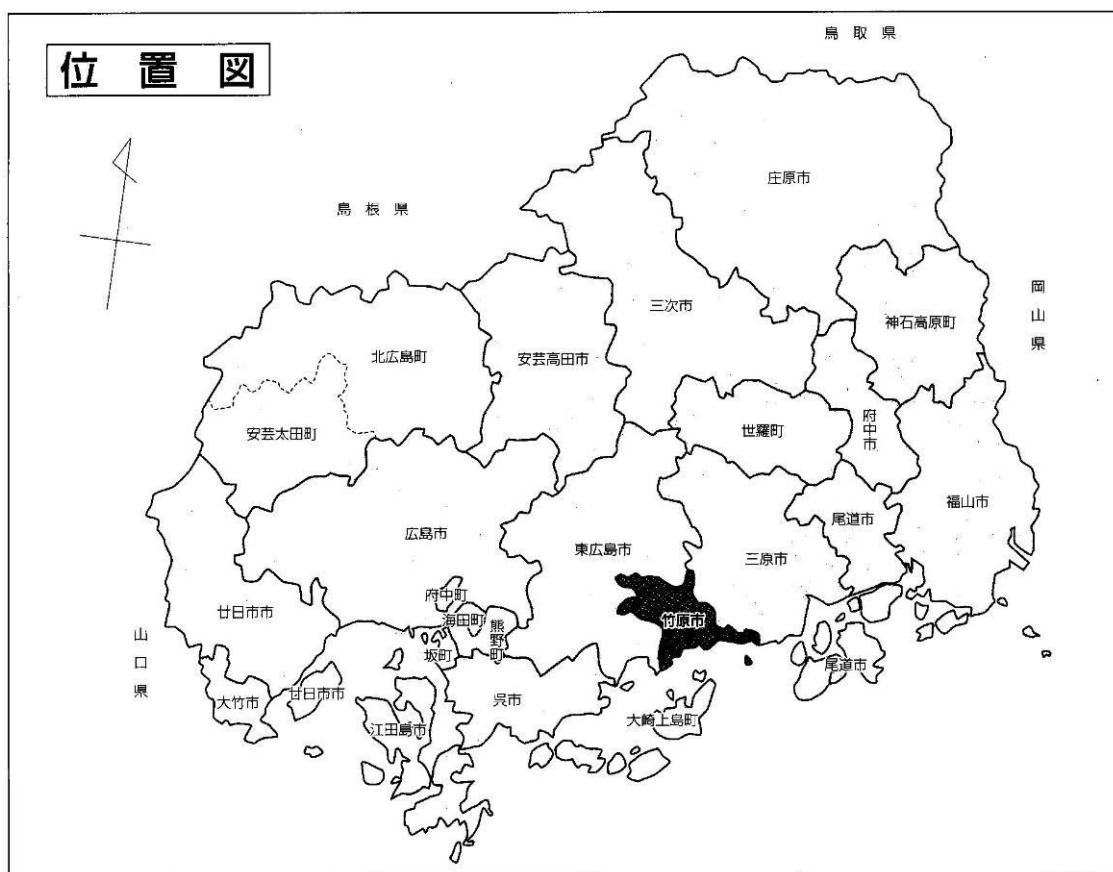 位置図
鳥取県
島根県
庄原市
岡山県
三次市
神石高原町
北広島町
安芸高田市
府中市
世羅町
安芸太田町
福山市
尾道市
広島市
東広島市
三原市
府中町
廿日市市
海田町
熊野町
竹原市
山口県
坂町
尾道市
大竹市
廿日市市
呉市
江田島市
大崎上島町